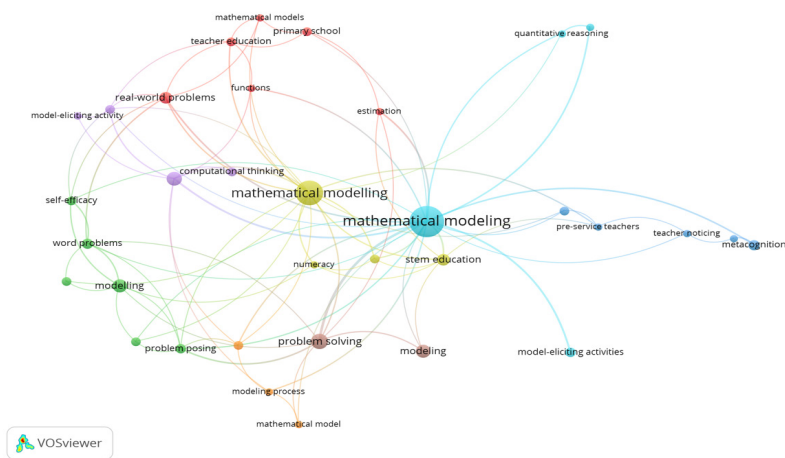 mathematical models
primary school
teacher education
quantitative reasoning
functions
real-world problems
estimation
model-eliciting activity
computational thinking
mathematical modelling
self-efficacy
mathematical modeling
pre-service teachers
teacher noticing
word problems
metacognition
numeracy
stem education
modelling
problem solving
problem posing
modeling
model-eliciting activities
modeling process
mathematical model
VOSviewer